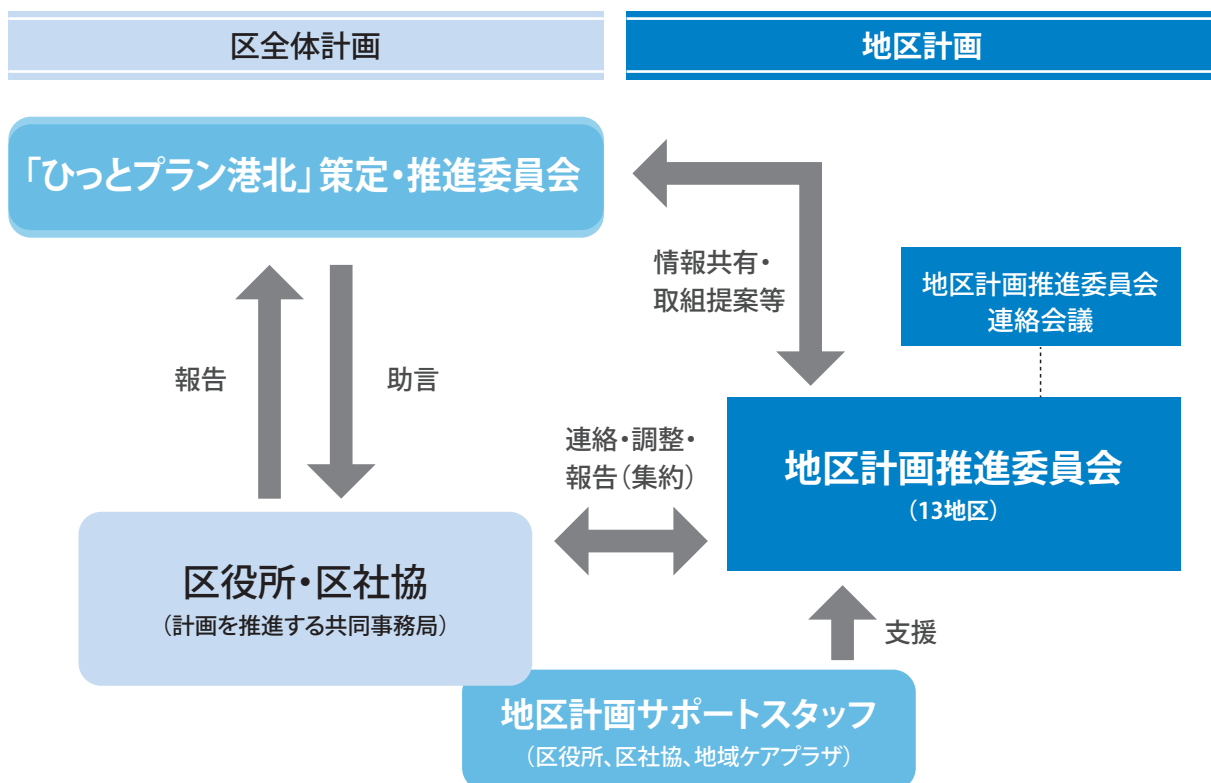 区全体計画
地区計画
「ひっとプラン港北」策定・推進委員会
情報共有・
取組提案等
地区計画推進委員会
連絡会議
報告
助言
連絡・調整・
報告（集約）
地区計画推進委員会
（13地区）
区役所・区社協
（計画を推進する共同事務局）
支援
地区計画サポートスタッフ
（区役所、区社協、地域ケアプラザ）